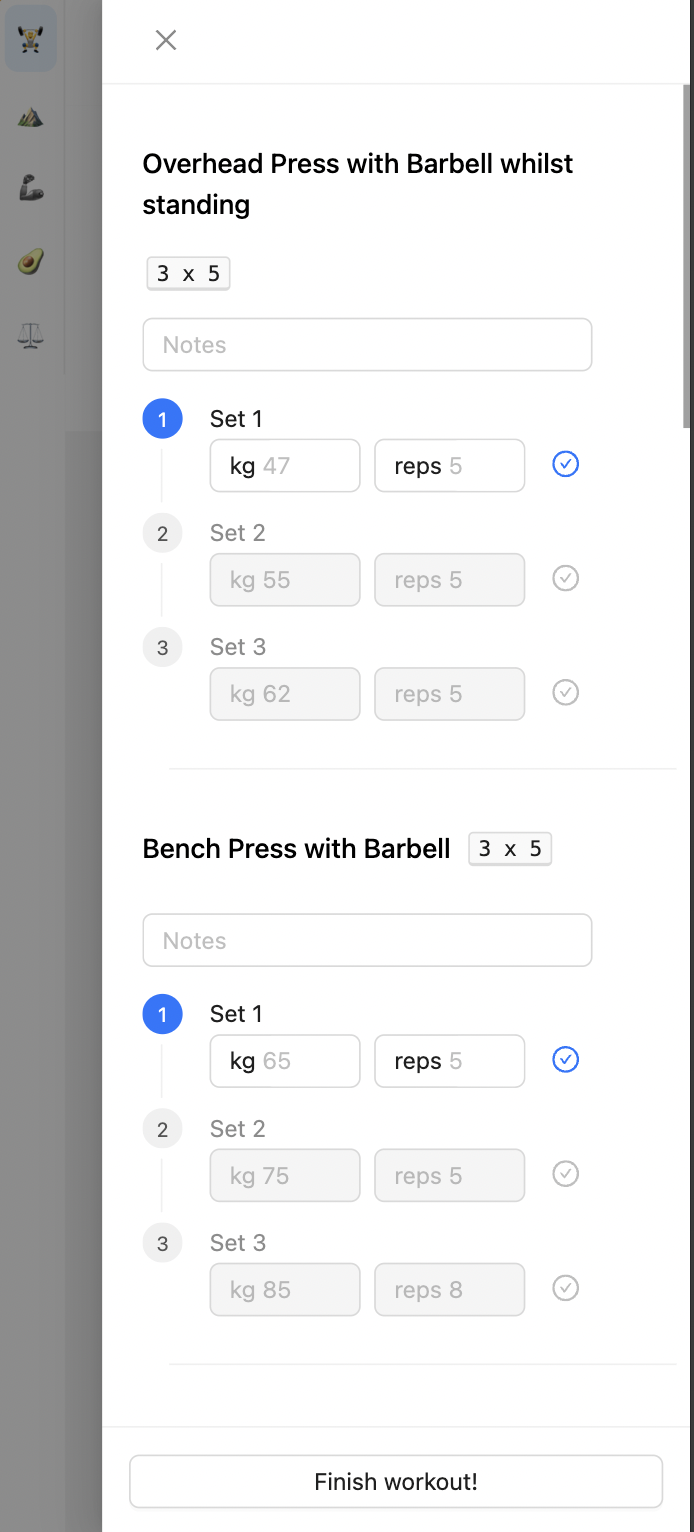 Overhead Press with Barbell whilst
standing
3 x 5
Notes
1 Set 1
kg 47 reps 5
2 Set 2
kg 55 reps 5
3 Set 3
kg 62 reps 5
Bench Press with Barbell 3 x 5
Notes
1 Set 1
kg 65 reps 5
2 Set 2
kg 75 reps 5
3 Set 3
kg 85 reps 8
Finish workout!